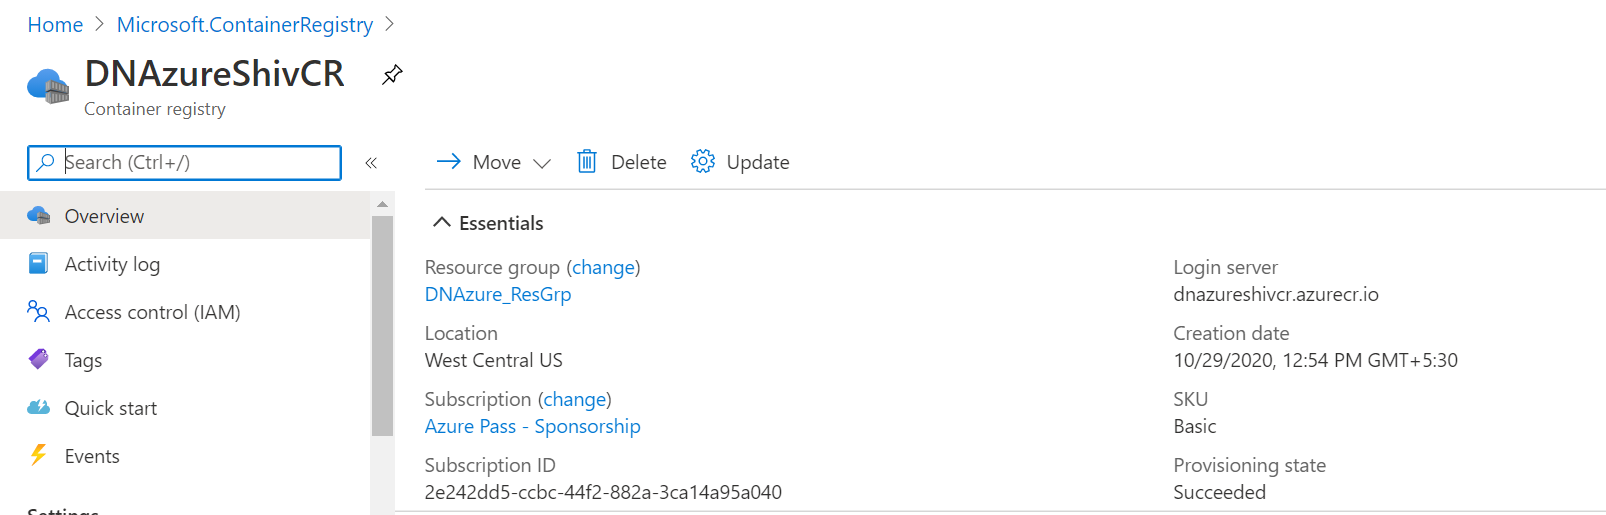 Home > Microsoft.ContainerRegistry >
DNAzureShivCR
Container registry
Search (Ctrl+/)
«
Move
Delete
Update
Overview
Activity log
Access control (IAM)
Tags
Quick start
Events
Settings
Essentials
Resource group (change)
DNAzure_ResGrp
Location
West Central US
Subscription (change)
Azure Pass - Sponsorship
Subscription ID
2e242dd5-ccbc-44f2-882a-3ca14a95a040
Login server
dnazureshivcr.azurecr.io
Creation date
10/29/2020, 12:54 PM GMT+5:30
SKU
Basic
Provisioning state
Succeeded